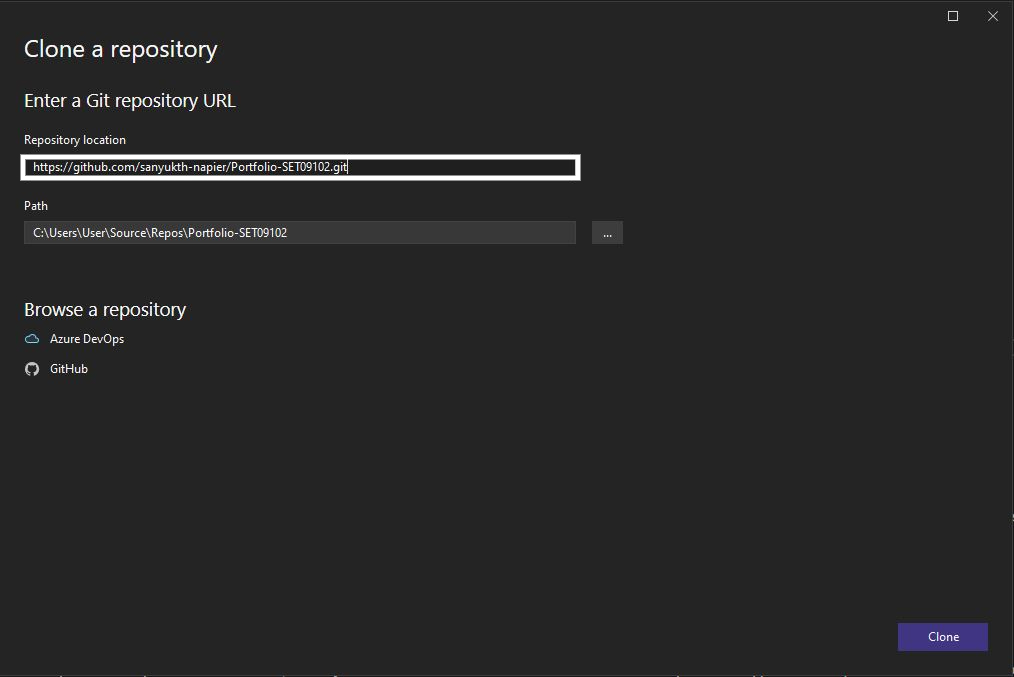 Clone a repository
Enter a Git repository URL
Repository location
https://github.com/sanyukth-napier/Portfolio-SET09102.git
Path
C:\Users\User\Source\Repos\Portfolio-SET09102
...
Browse a repository
Azure DevOps
GitHub
Clone